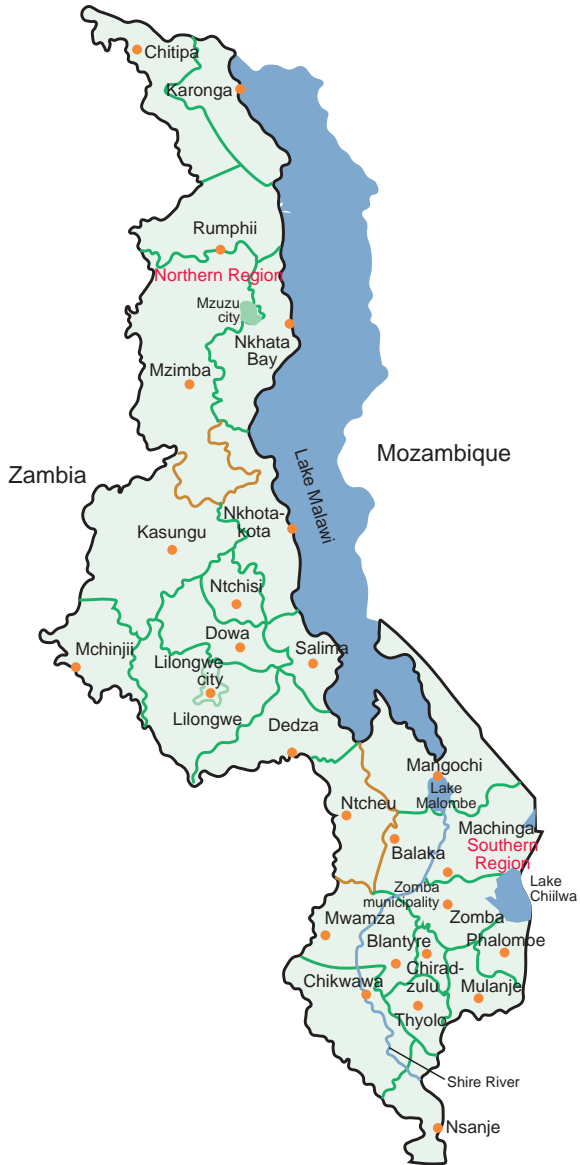 Chitipa
Karonga
Rumphii
Northern Region
Mzuzu
city
Nkhata
Bay
Mzimba
Mozambique
Lake Malawi
Zambia
Nkhota-
kota
Kasungu
Ntchisi
Dowa
Mchinjii
Salima
Lilongwe
city
Lilongwe
Dedza
Mangochi
Lake
Malombe
Ntcheu
Machinga
Southern
Region
Balaka
Lake
Chiilwa
Zomba
municipality
Zomba
Mwamza
Blantyre
Phalombe
Chirad-
zulu
Chikwawa
Mulanje
Thyolo
Shire River
Nsanje